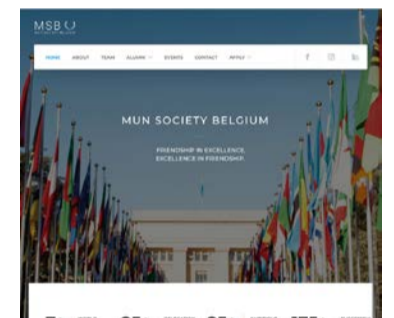 MSB
HOME ABOUT TEAM ALUMNI EVENTS CONTACT APPLY
MUN SOCIETY BELGIUM
FRIENDSHIP IN EXCELLENCE,
EXCELLENCE IN FRIENDSHIP.